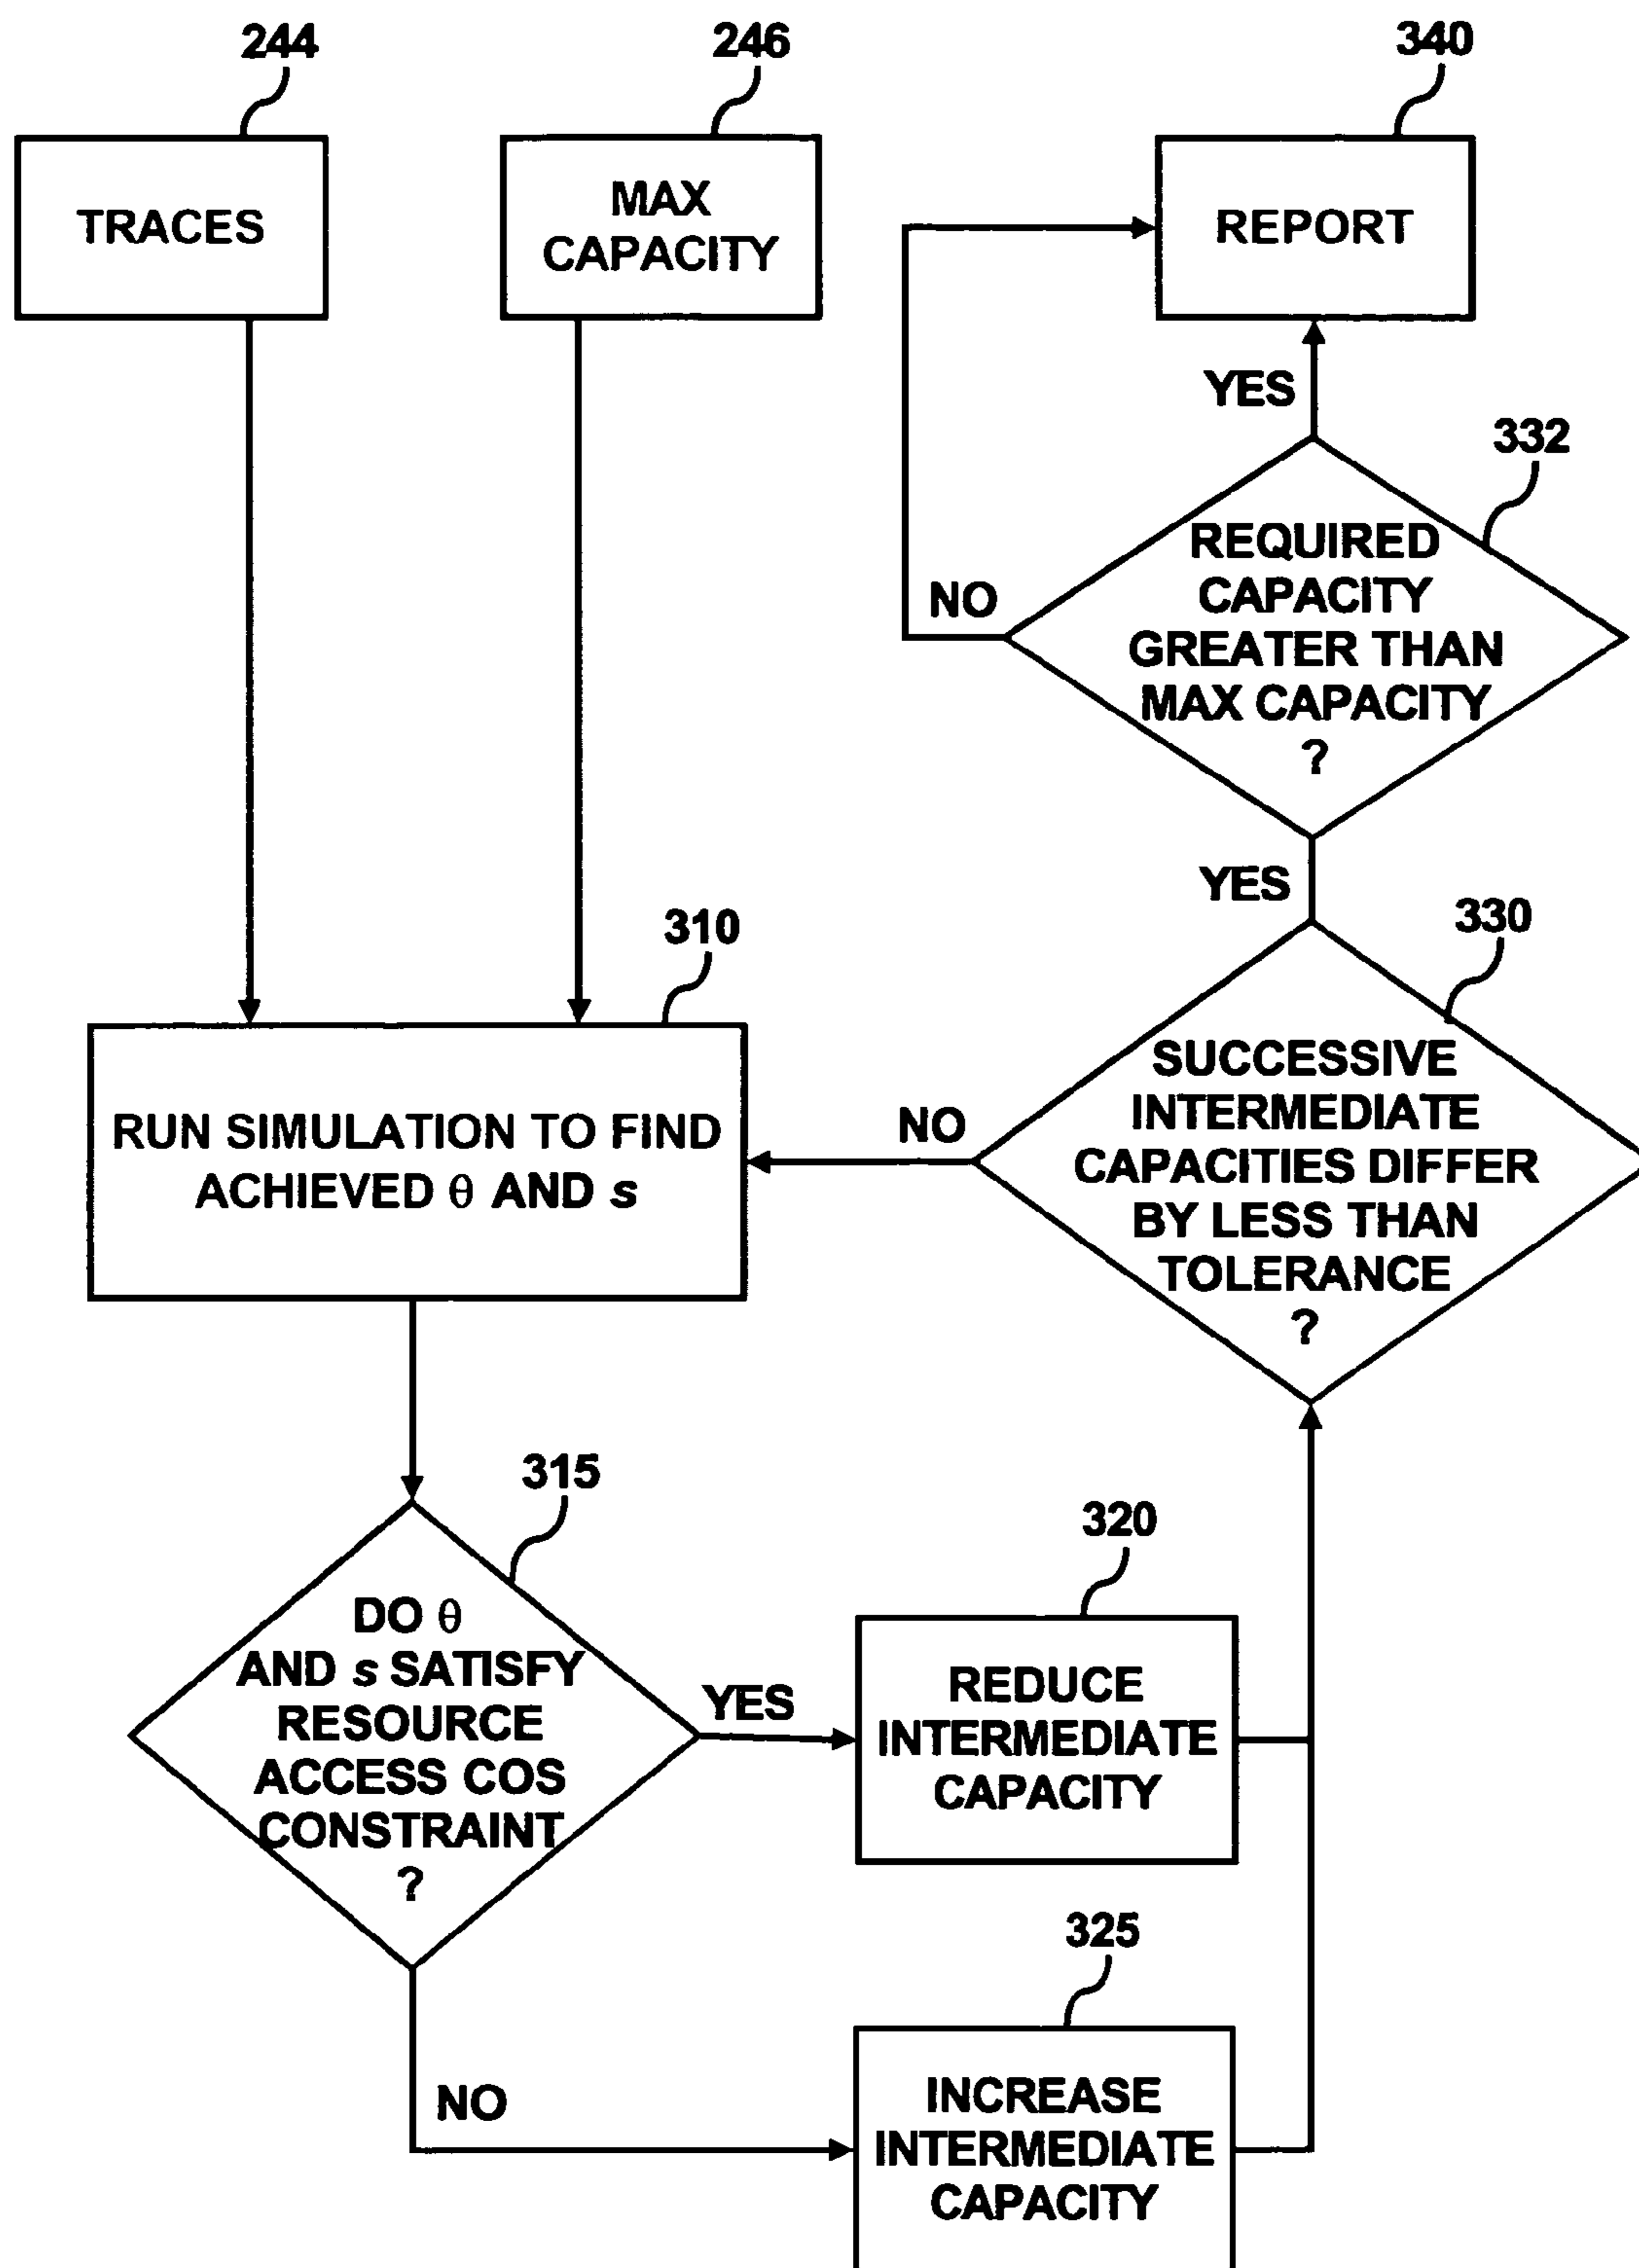 244
246
340
TRACES
MAX
CAPACITY
REPORT
YES
332
REQUIRED
CAPACITY
GREATER THAN
MAX CAPACITY
?
NO
YES
310
330
RUN SIMULATION TO FIND
ACHIEVED θ AND s
NO
SUCCESSIVE
INTERMEDIATE
CAPACITIES DIFFER
BY LESS THAN
TOLERANCE
?
315
DO θ
AND s SATISFY
RESOURCE
ACCESS COS
CONSTRAINT
?
YES
320
REDUCE
INTERMEDIATE
CAPACITY
NO
325
INCREASE
INTERMEDIATE
CAPACITY